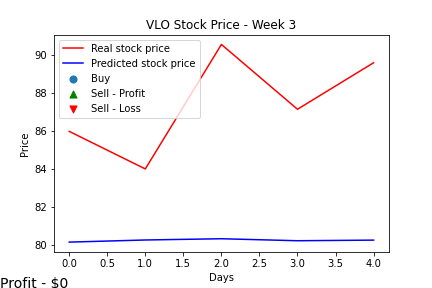 VLO Stock Price - Week 3
Real stock price
Predicted stock price
Buy
Sell - Profit
Sell - Loss
Price
90
88
86
84
82
80
0.0 0.5 1.0 1.5 2.0 2.5 3.0 3.5 4.0
Days
Profit - $0